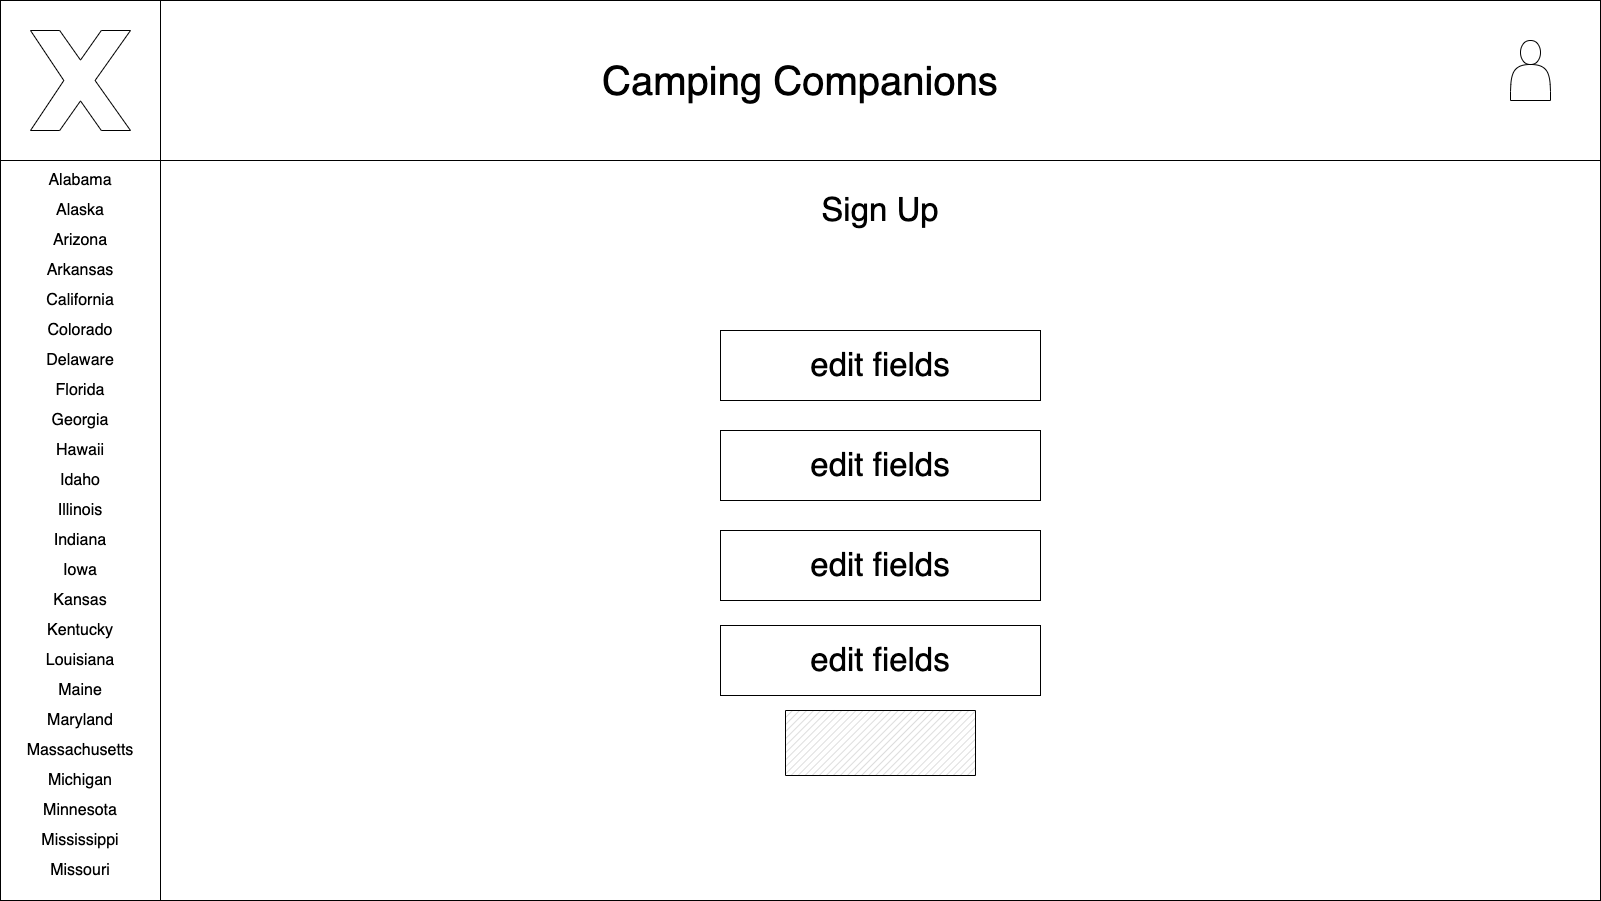 Camping Companions
Alabama
Alaska
Arizona
Arkansas
California
Colorado
Delaware
Florida
Georgia
Hawaii
Idaho
Illinois
Indiana
Iowa
Kansas
Kentucky
Louisiana
Maine
Maryland
Massachusetts
Michigan
Minnesota
Mississippi
Missouri
Sign Up
edit fields
edit fields
edit fields
edit fields